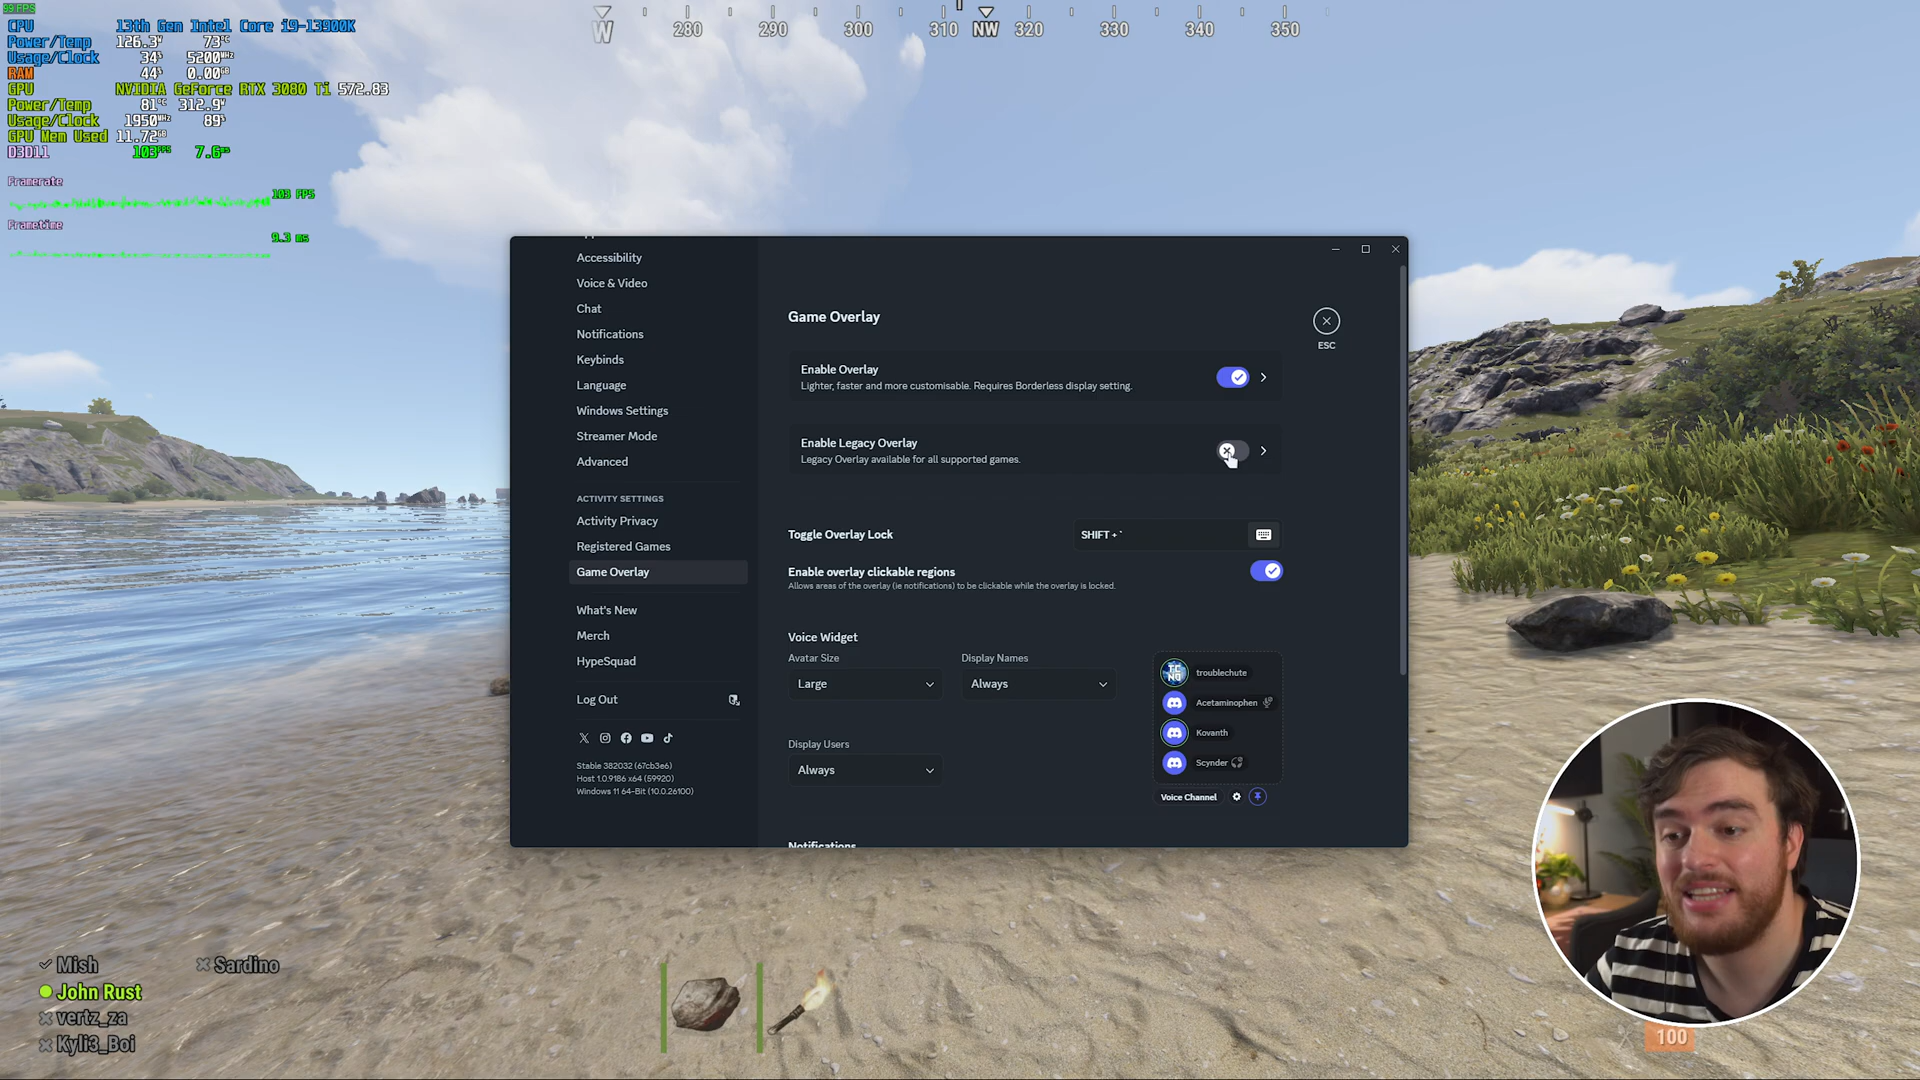 99 FPS
CPU 13th Gen Intel Core i9-13900K
Power/Temp 126.3W 73°C
Usage/Clock 34% 5200MHz
RAM 44% 0.00GB
GPU NVIDIA GeForce RTX 3080 Ti 572.83
Power/Temp 81°C 312.9W
Usage/Clock 1950MHz 89%
GPU Mem Used 11.72GB
D3D11 103FPS 7.6ms
Framerate
103 FPS
Frametime
9.3 ms
W 280 290 300 310 NW 320 330 340 350
Accessibility
Voice & Video
Chat
Notifications
Keybinds
Language
Windows Settings
Streamer Mode
Advanced
ACTIVITY SETTINGS
Activity Privacy
Registered Games
Game Overlay
What's New
Merch
HypeSquad
Log Out
Stable 382032 (67cb3e6)
Host 1.0.9186 x64 (59920)
Windows 11 64-Bit (10.0.26100)
Game Overlay
ESC
Enable Overlay
Lighter, faster and more customisable. Requires Borderless display setting.
Enable Legacy Overlay
Legacy Overlay available for all supported games.
Toggle Overlay Lock
SHIFT + `
Enable overlay clickable regions
Allows areas of the overlay (ie notifications) to be clickable while the overlay is locked.
Voice Widget
Avatar Size
Large
Display Names
Always
Display Users
Always
TC NO
troublechute
Acetaminophen
Kovanth
Scynder
Voice Channel
Notifications
Mish
Sardino
John Rust
vertz_za
Kyli3_Boi
100